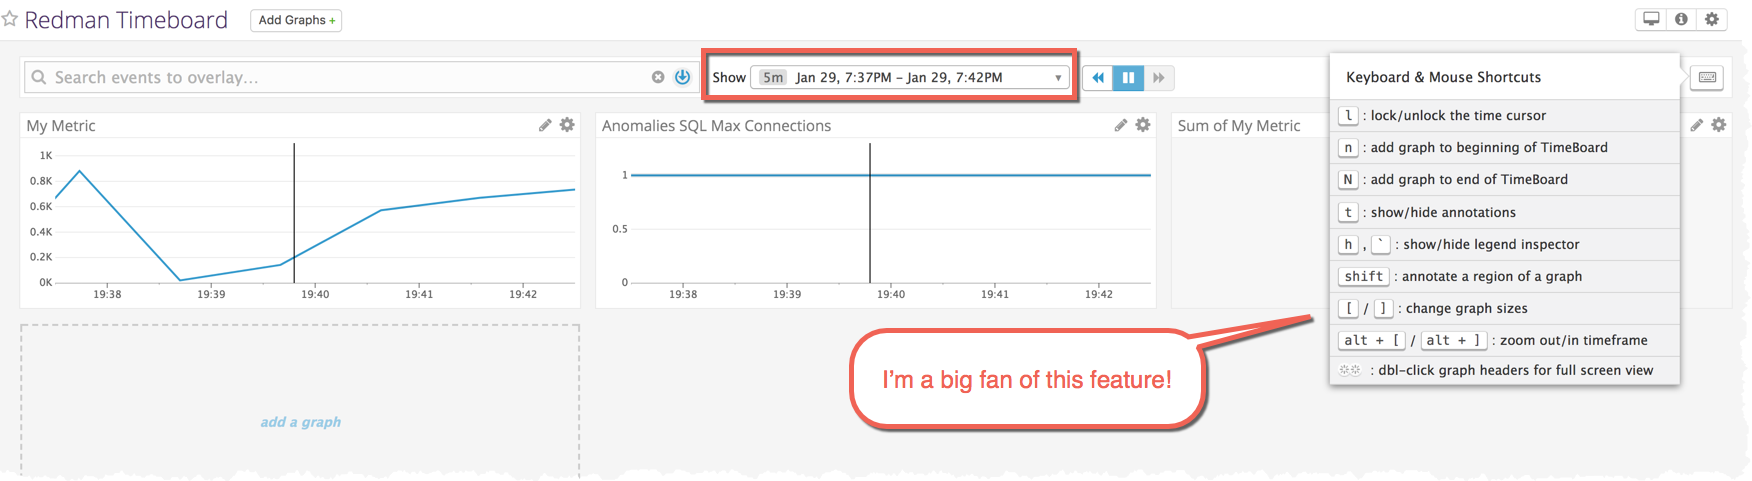 Redman Timeboard
Add Graphs +
Search events to overlay...
Show 5m Jan 29, 7:37PM – Jan 29, 7:42PM
Keyboard & Mouse Shortcuts
l : lock/unlock the time cursor
n : add graph to beginning of TimeBoard
N : add graph to end of TimeBoard
t : show/hide annotations
h , ` : show/hide legend inspector
shift : annotate a region of a graph
[ / ] : change graph sizes
alt + [ / alt + ] : zoom out/in timeframe
: dbl-click graph headers for full screen view
My Metric
1K
0.8K
0.6K
0.4K
0.2K
0K
19:38 19:39 19:40 19:41 19:42
Anomalies SQL Max Connections
1
0.5
0
19:38 19:39 19:40 19:41 19:42
Sum of My Metric
I'm a big fan of this feature!
add a graph